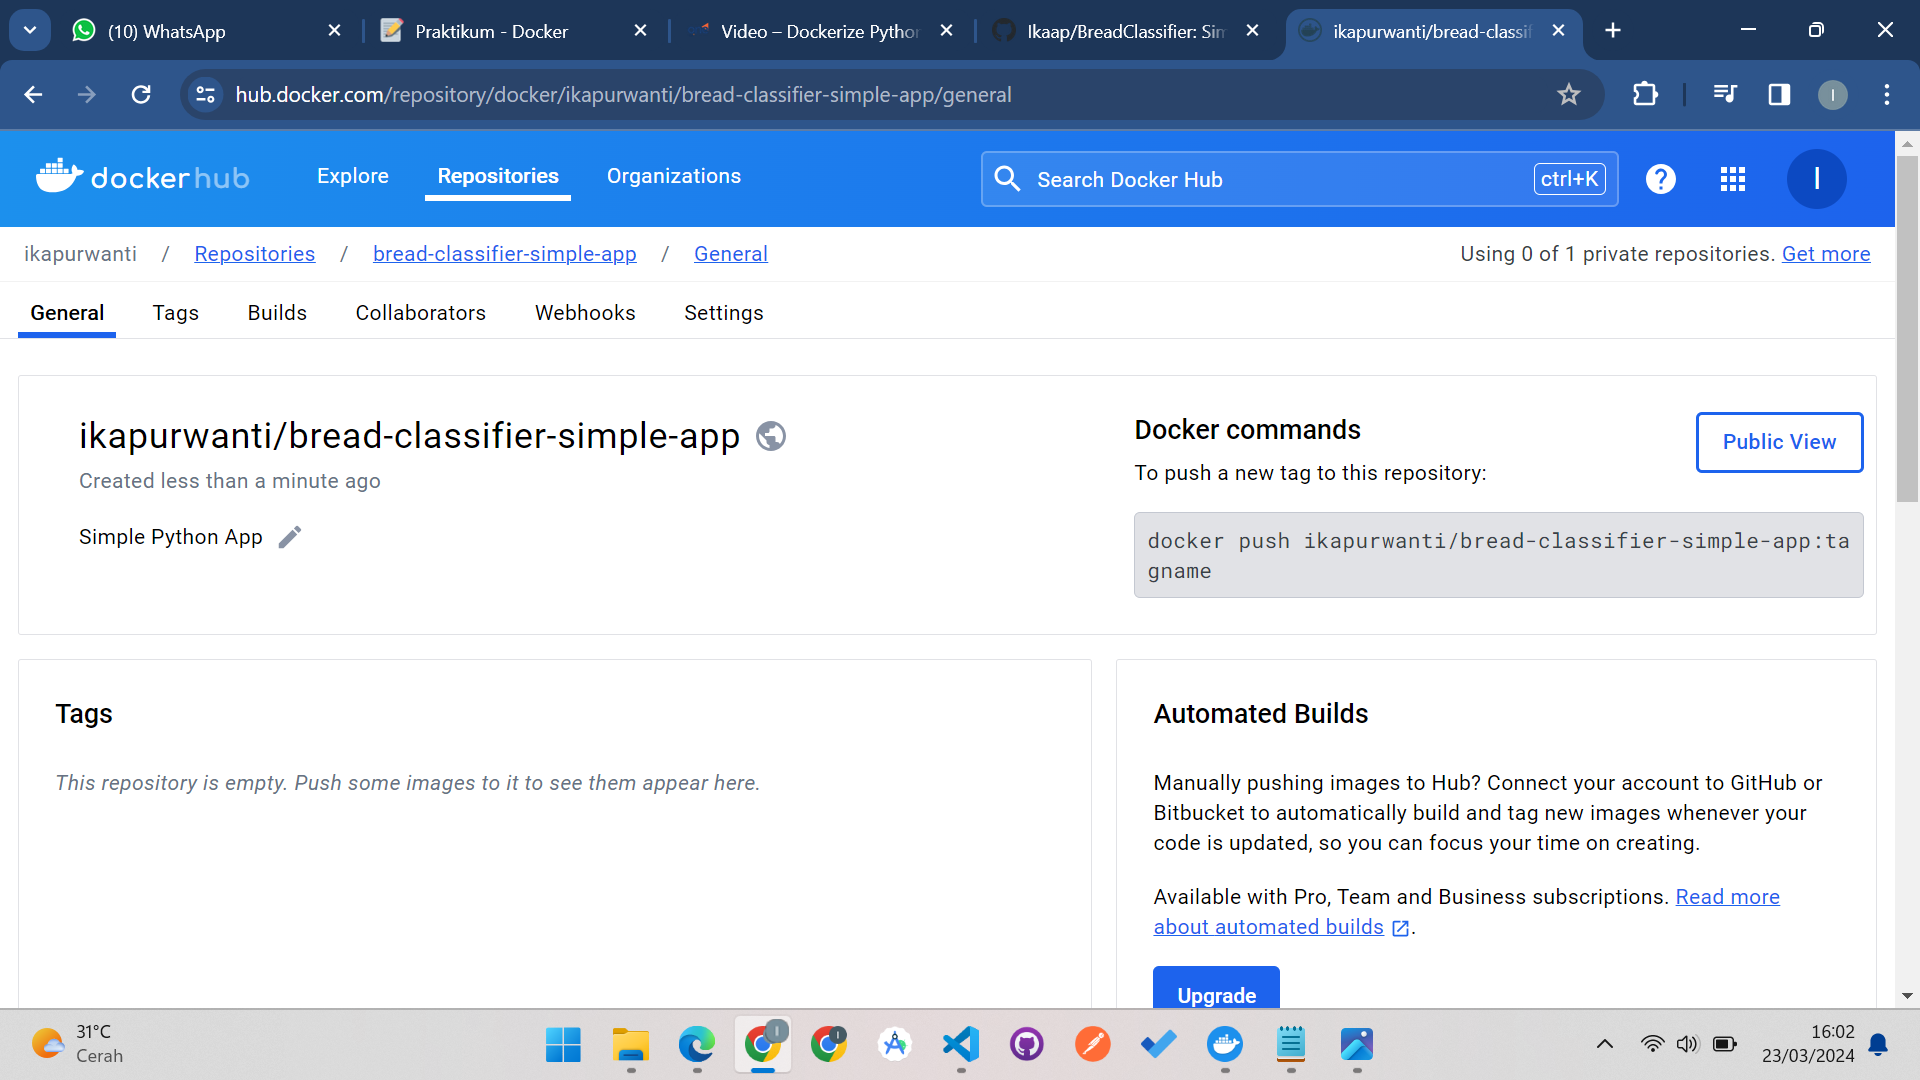 (10) WhatsApp
Praktikum - Docker
Video – Dockerize Python
Ikaap/BreadClassifier: Sim
ikapurwanti/bread-classif
hub.docker.com/repository/docker/ikapurwanti/bread-classifier-simple-app/general
I
dockerhub
Explore
Repositories
Organizations
Search Docker Hub
ctrl+K
?
I
ikapurwanti / Repositories / bread-classifier-simple-app / General
Using 0 of 1 private repositories. Get more
General
Tags
Builds
Collaborators
Webhooks
Settings
ikapurwanti/bread-classifier-simple-app
Created less than a minute ago
Simple Python App
Docker commands
Public View
To push a new tag to this repository:
docker push ikapurwanti/bread-classifier-simple-app:ta
gname
Tags
This repository is empty. Push some images to it to see them appear here.
Automated Builds
Manually pushing images to Hub? Connect your account to GitHub or
Bitbucket to automatically build and tag new images whenever your
code is updated, so you can focus your time on creating.
Available with Pro, Team and Business subscriptions. Read more
about automated builds.
Upgrade
31°C
Cerah
16:02
23/03/2024